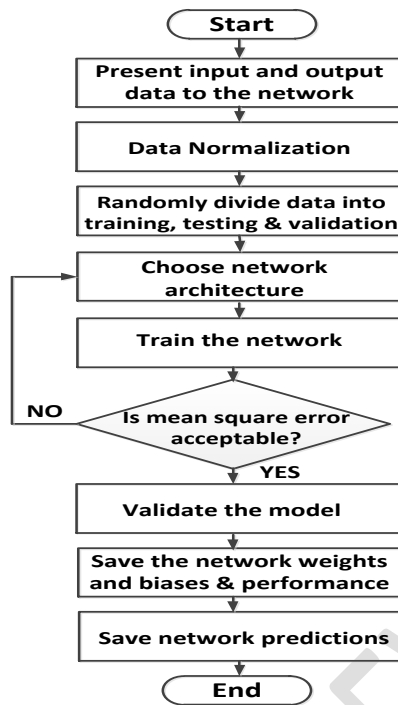 Start
Present input and output
data to the network
Data Normalization
Randomly divide data into
training, testing & validation
Choose network
architecture
Train the network
NO
Is mean square error
acceptable?
YES
Validate the model
Save the network weights
and biases & performance
Save network predictions
End